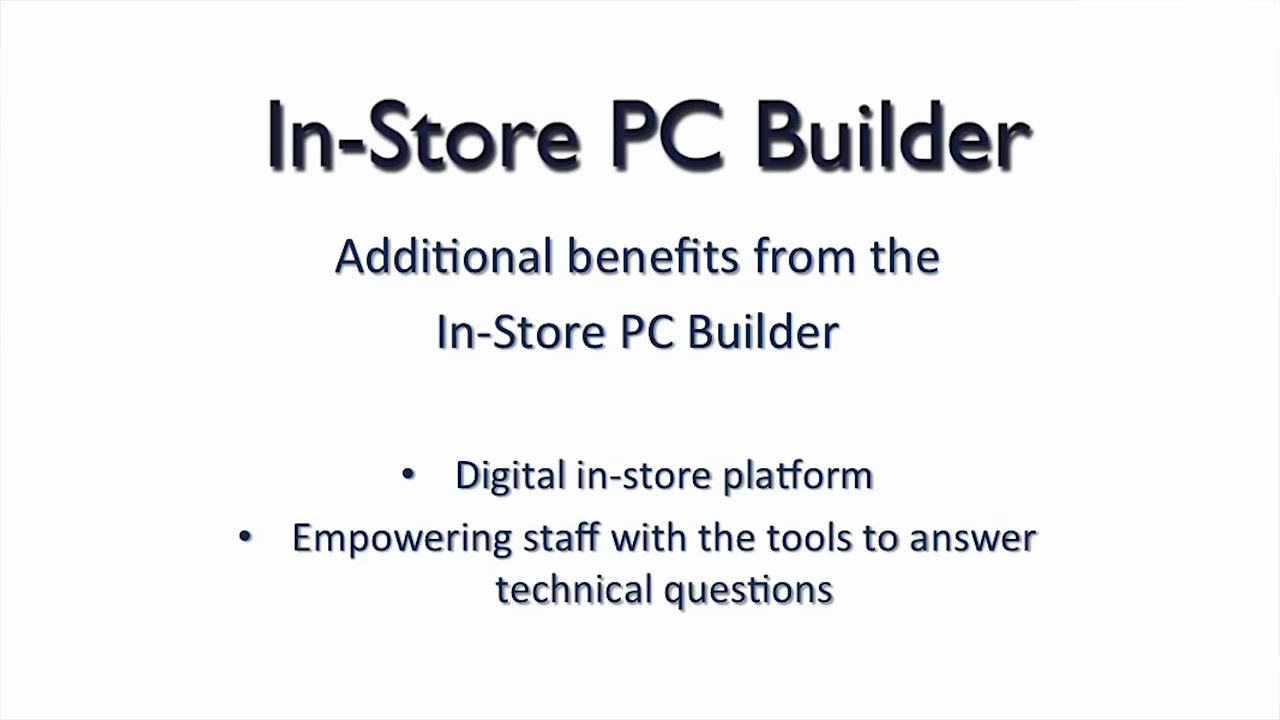 In-Store PC Builder
Additional benefits from the
In-Store PC Builder
• Digital in-store platform
• Empowering staff with the tools to answer
technical questions